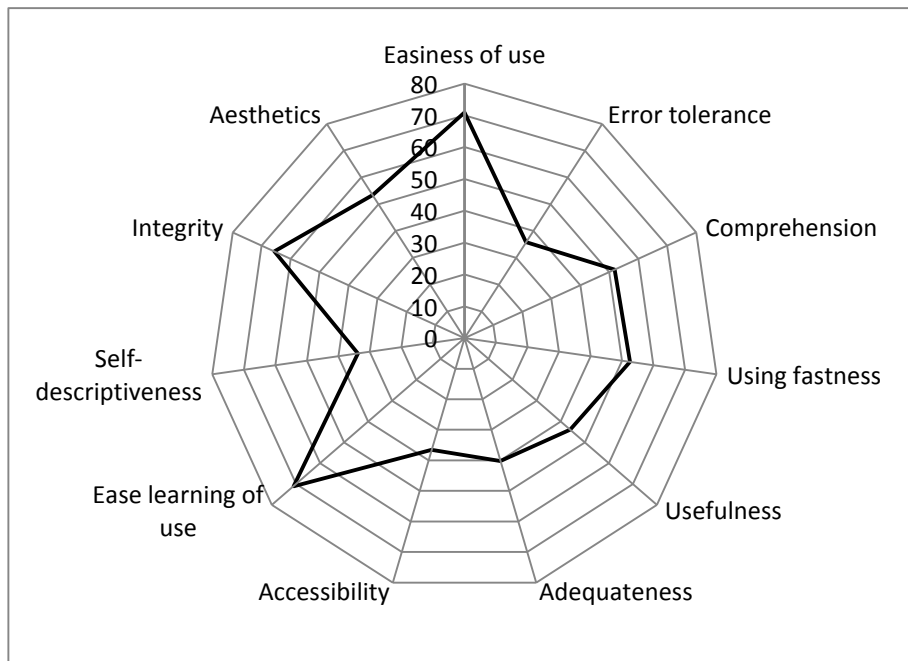 Easiness of use
Error tolerance
Comprehension
Using fastness
Usefulness
Adequateness
Accessibility
Ease learning of
use
Self-
descriptiveness
Integrity
Aesthetics
80
70
60
50
40
30
20
10
0